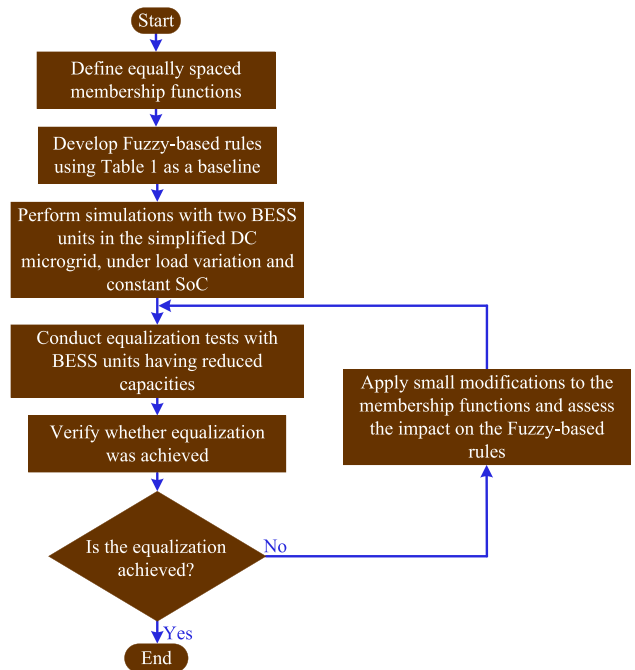 Start
Define equally spaced
membership functions
Develop Fuzzy-based rules
using Table 1 as a baseline
Perform simulations with two BESS
units in the simplified DC
microgrid, under load variation and
constant SoC
Conduct equalization tests with
BESS units having reduced
capacities
Verify whether equalization
was achieved
Is the equalization
achieved?
No
Apply small modifications to the
membership functions and assess
the impact on the Fuzzy-based
rules
Yes
End